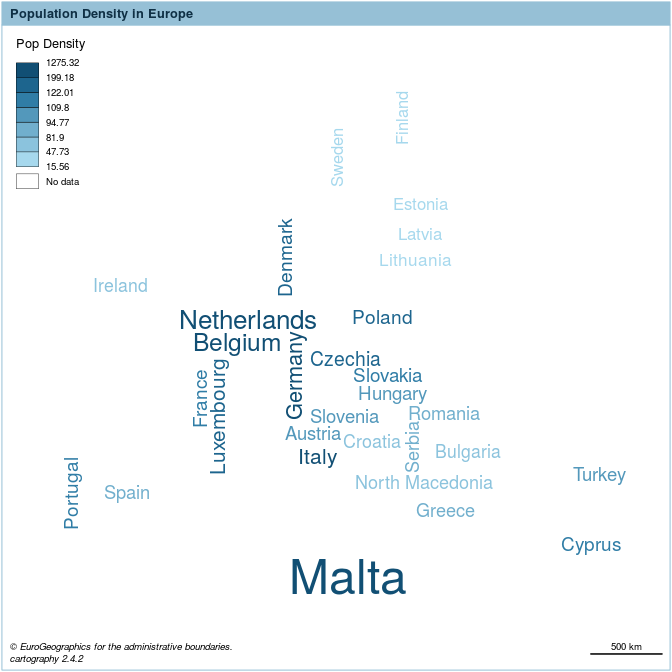 Population Density in Europe
Pop Density
1275.32
199.18
122.01
109.8
94.77
81.9
47.73
15.56
No data
Finland
Sweden
Estonia
Latvia
Denmark
Lithuania
Ireland
Netherlands
Poland
Belgium
Czechia
Germany
Slovakia
France
Luxembourg
Hungary
Slovenia
Romania
Austria
Croatia
Serbia
Bulgaria
Italy
Portugal
Spain
North Macedonia
Turkey
Greece
Cyprus
Malta
© EuroGeographics for the administrative boundaries.
cartography 2.4.2
500 km